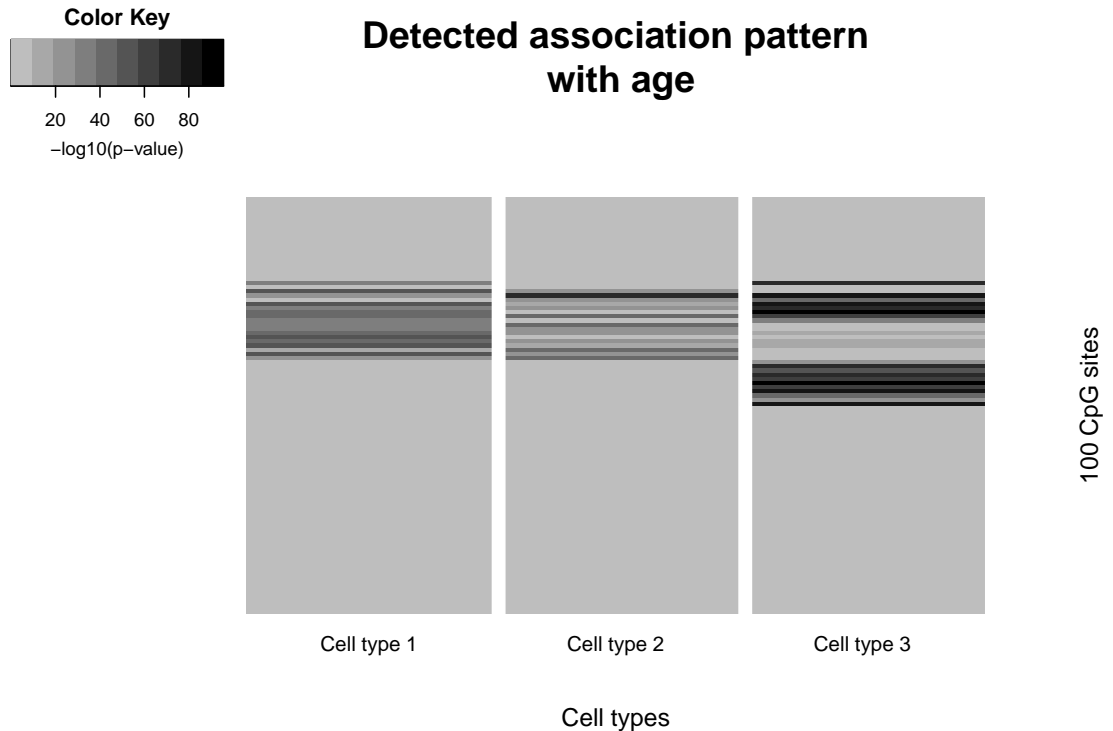 Color Key
20 40 60 80
−log10(p−value)
Detected association pattern
with age
100 CpG sites
Cell type 1
Cell type 2
Cell type 3
Cell types